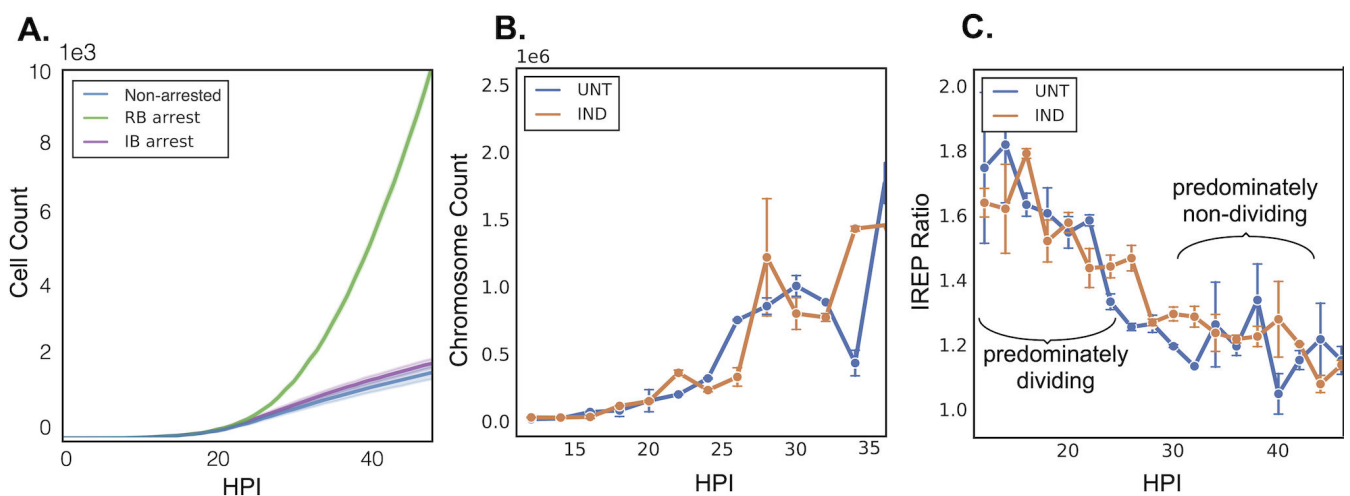 A.
1e3
10
8
6
4
2
0
Cell Count
Non-arrested
RB arrest
IB arrest
0
20
40
HPI
B.
1e6
2.5
2.0
1.5
1.0
0.5
0.0
Chromosome Count
UNT
IND
15
20
25
30
35
HPI
C.
2.0
1.8
1.6
1.4
1.2
1.0
IREP Ratio
UNT
IND
predominately
non-dividing
predominately
dividing
20
30
40
HPI